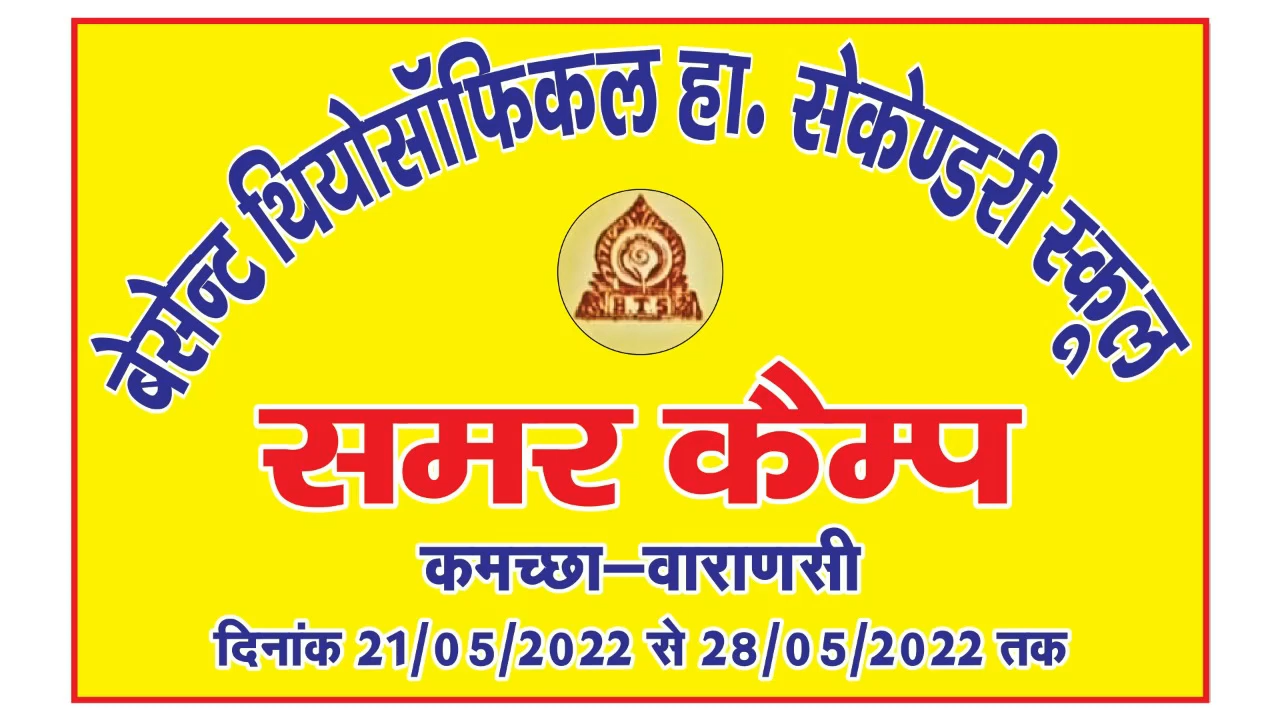 बेसेन्ट थियोसॉफिकल हा. सेकेण्डरी स्कूल
समर कैम्प
कमच्छा–वाराणसी
दिनांक 21/05/2022 से 28/05/2022 तक